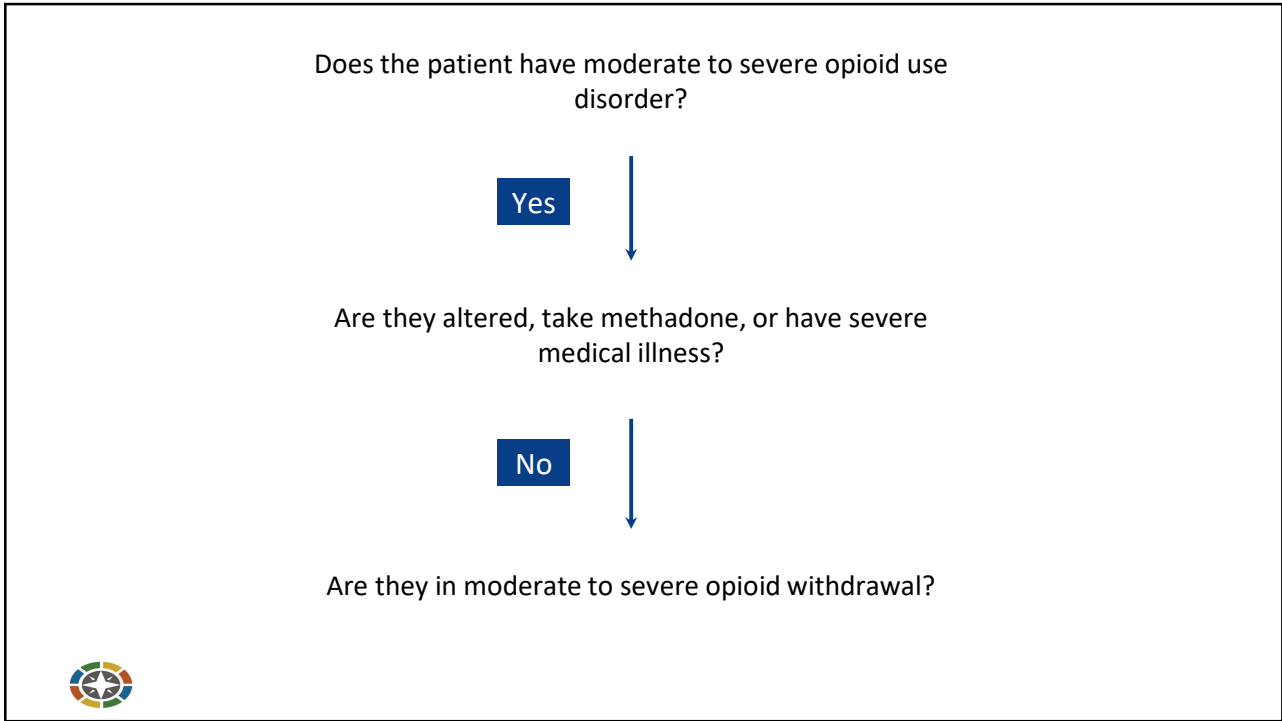 Does the patient have moderate to severe opioid use
disorder?
Yes
Are they altered, take methadone, or have severe
medical illness?
No
Are they in moderate to severe opioid withdrawal?